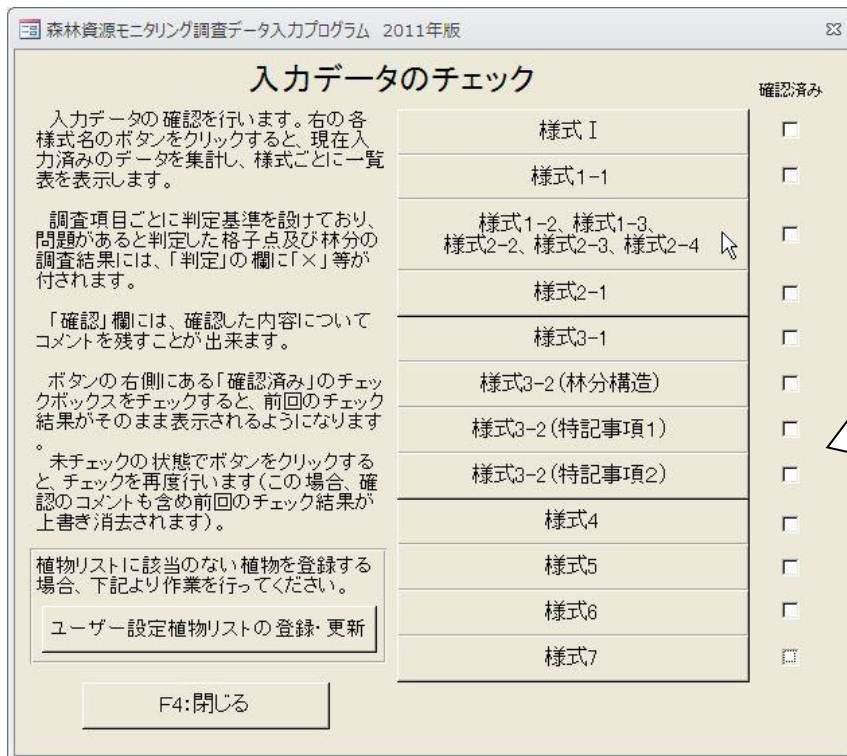 森林資源モニタリング調査データ入力プログラム 2011年版
入力データのチェック
確認済み
入力データの確認を行います。右の各
様式名のボタンをクリックすると、現在入
力済みのデータを集計し、様式ごとに一覧
表を表示します。
調査項目ごとに判定基準を設けており、
問題があると判定した格子点及び林分の
調査結果には、「判定」の欄に「×」等が
付されます。
「確認」欄には、確認した内容について
コメントを残すことが出来ます。
ボタンの右側にある「確認済み」のチェッ
クボックスをチェックすると、前回のチェック
結果がそのまま表示されるようになります
。
未チェックの状態でボタンをクリックする
と、チェックを再度行います(この場合、確
認のコメントも含め前回のチェック結果が
上書き消去されます)。
植物リストに該当のない植物を登録する
場合、下記より作業を行ってください。
ユーザー設定植物リストの登録・更新
F4:閉じる
様式Ⅰ
様式1-1
様式1-2、様式1-3、
様式2-2、様式2-3、様式2-4
様式2-1
様式3-1
様式3-2(林分構造)
様式3-2(特記事項1)
様式3-2(特記事項2)
様式4
様式5
様式6
様式7